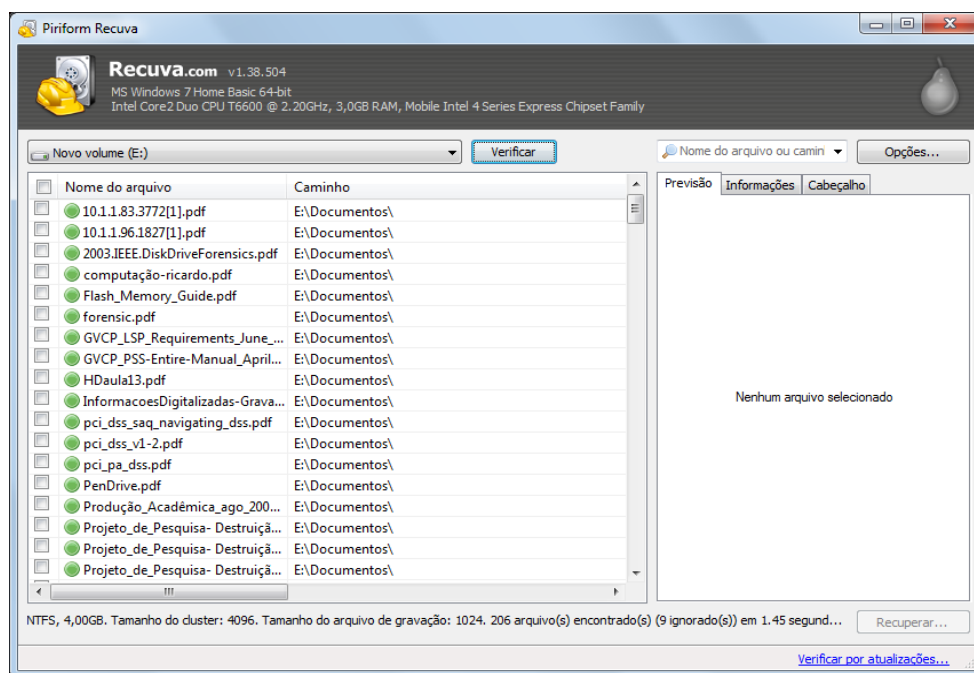 Piriform Recuva
Recuva.com v1.38.504
MS Windows 7 Home Basic 64-bit
Intel Core2 Duo CPU T6600 @ 2.20GHz, 3,0GB RAM, Mobile Intel 4 Series Express Chipset Family
Novo volume (E:) Verificar Nome do arquivo ou camin Opções...
Nome do arquivo Caminho
10.1.1.83.3772[1].pdf E:\Documentos\
10.1.1.96.1827[1].pdf E:\Documentos\
2003.IEEE.DiskDriveForensics.pdf E:\Documentos\
computação-ricardo.pdf E:\Documentos\
Flash_Memory_Guide.pdf E:\Documentos\
forensic.pdf E:\Documentos\
GVCP_LSP_Requirements_June_... E:\Documentos\
GVCP_PSS-Entire-Manual_April... E:\Documentos\
HDaula13.pdf E:\Documentos\
InformacoesDigitalizadas-Grava... E:\Documentos\
pci_dss_saq_navigating_dss.pdf E:\Documentos\
pci_dss_v1-2.pdf E:\Documentos\
pci_pa_dss.pdf E:\Documentos\
PenDrive.pdf E:\Documentos\
Produção_Acadêmica_ago_200... E:\Documentos\
Projeto_de_Pesquisa- Destruiçã... E:\Documentos\
Projeto_de_Pesquisa- Destruiçã... E:\Documentos\
Projeto_de_Pesquisa- Destruiçã... E:\Documentos\
Previsão Informações Cabeçalho
Nenhum arquivo selecionado
NTFS, 4,00GB. Tamanho do cluster: 4096. Tamanho do arquivo de gravação: 1024. 206 arquivo(s) encontrado(s) (9 ignorado(s)) em 1.45 segund... Recuperar...
Verificar por atualizações...